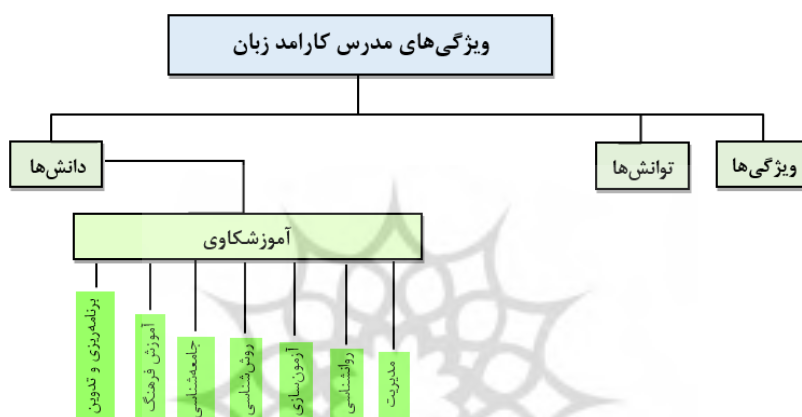 ویژگی‌های مدرس کارامد زبان
ویژگی‌ها
توانش‌ها
دانش‌ها
آموزشکاوی
مدیریت
روانشناسی
آزمون‌سازی
روش‌شناسی
جامعه‌شناسی
آموزش فرهنگ
برنامه‌ریزی و تدوین